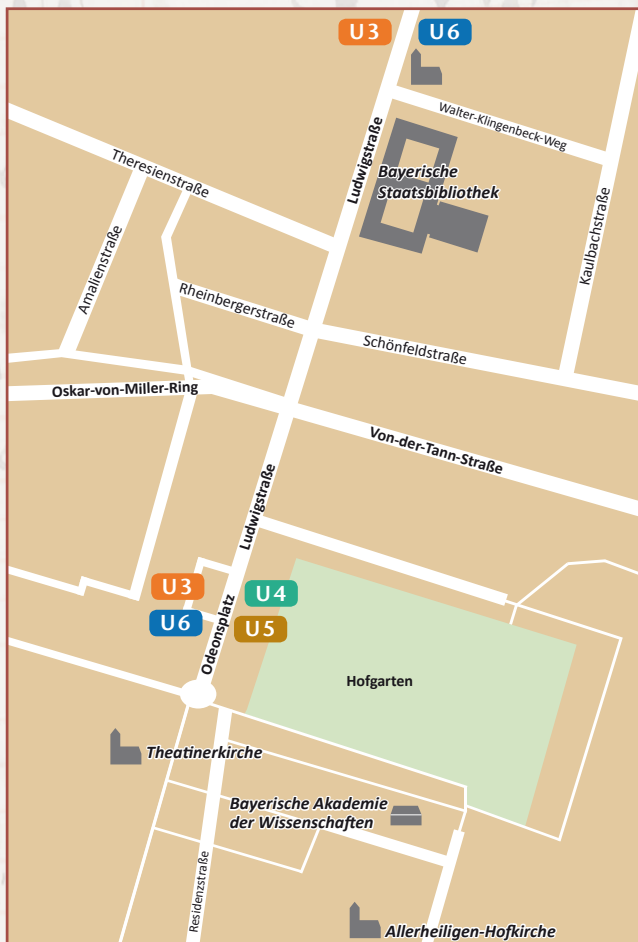 U3
U6
Walter-Klingenbeck-Weg
Ludwigstraße
Theresienstraße
Bayerische
Staatsbibliothek
Kaulbachstraße
Amalienstraße
Rheinbergerstraße
Schönfeldstraße
Oskar-von-Miller-Ring
Von-der-Tann-Straße
Ludwigstraße
U3
U4
U6
U5
Odeonsplatz
Hofgarten
Theatinerkirche
Bayerische Akademie
der Wissenschaften
Residenzstraße
Allerheiligen-Hofkirche